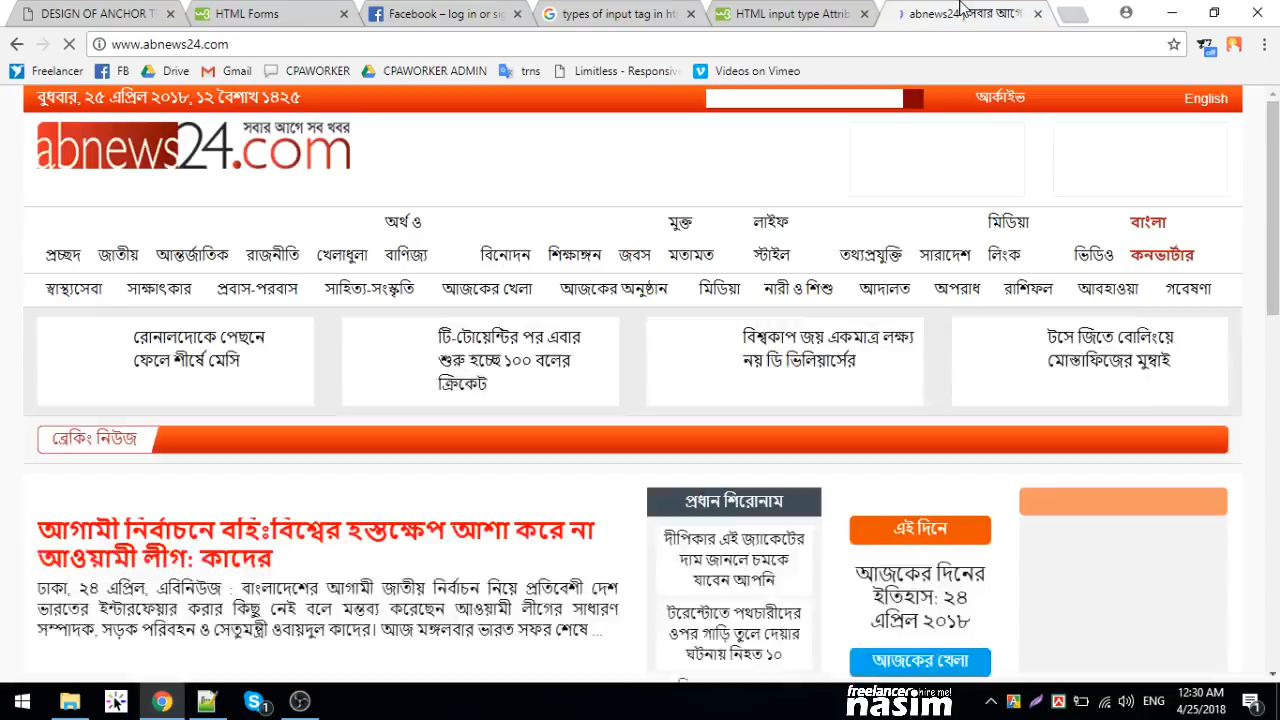 DESIGN OF ANCHOR T
HTML Forms
Facebook – log in or sig
types of input tag in ht
HTML input type Attrib
abnews24 সবার আগে
www.abnews24.com
Freelancer
FB
Drive
Gmail
CPAWORKER
CPAWORKER ADMIN
trns
Limitless - Responsiv
Videos on Vimeo
বুধবার, ২৫ এপ্রিল ২০১৮, ১২ বৈশাখ ১৪২৫
আর্কাইভ
English
সবার আগে সব খবর
abnews24.com
প্রচ্ছদ
জাতীয়
আন্তর্জাতিক
রাজনীতি
খেলাধুলা
অর্থ ও
বাণিজ্য
বিনোদন
শিক্ষাঙ্গন
জবস
মুক্ত
মতামত
লাইফ
স্টাইল
তথ্যপ্রযুক্তি
সারাদেশ
মিডিয়া
লিংক
ভিডিও
বাংলা
কনভার্টার
স্বাস্থ্যসেবা
সাক্ষাৎকার
প্রবাস-পরবাস
সাহিত্য-সংস্কৃতি
আজকের খেলা
আজকের অনুষ্ঠান
মিডিয়া
নারী ও শিশু
আদালত
অপরাধ
রাশিফল
আবহাওয়া
গবেষণা
রোনালদোকে পেছনে
ফেলে শীর্ষে মেসি
টি-টোয়েন্টির পর এবার
শুরু হচ্ছে ১০০ বলের
ক্রিকেট
বিশ্বকাপ জয় একমাত্র লক্ষ্য
নয় ডি ভিলিয়ার্সের
টসে জিতে বোলিংয়ে
মোস্তাফিজের মুম্বাই
ব্রেকিং নিউজ
আগামী নির্বাচনে বহিঃবিশ্বের হস্তক্ষেপ আশা করে না
আওয়ামী লীগ: কাদের
ঢাকা, ২৪ এপ্রিল, এবিনিউজ : বাংলাদেশের আগামী জাতীয় নির্বাচন নিয়ে প্রতিবেশী দেশ
ভারতের ইন্টারফেয়ার করার কিছু নেই বলে মন্তব্য করেছেন আওয়ামী লীগের সাধারণ
সম্পাদক, সড়ক পরিবহন ও সেতুমন্ত্রী ওবায়দুল কাদের। আজ মঙ্গলবার ভারত সফর শেষে ...
প্রধান শিরোনাম
দীপিকার এই জ্যাকেটের
দাম জানলে চমকে
যাবেন আপনি
টরেন্টোতে পথচারীদের
ওপর গাড়ি তুলে দেয়ার
ঘটনায় নিহত ১০
এই দিনে
আজকের দিনের
ইতিহাস: ২৪
এপ্রিল ২০১৮
আজকের খেলা
freelancer hire me!
nasim
ENG
12:30 AM
4/25/2018